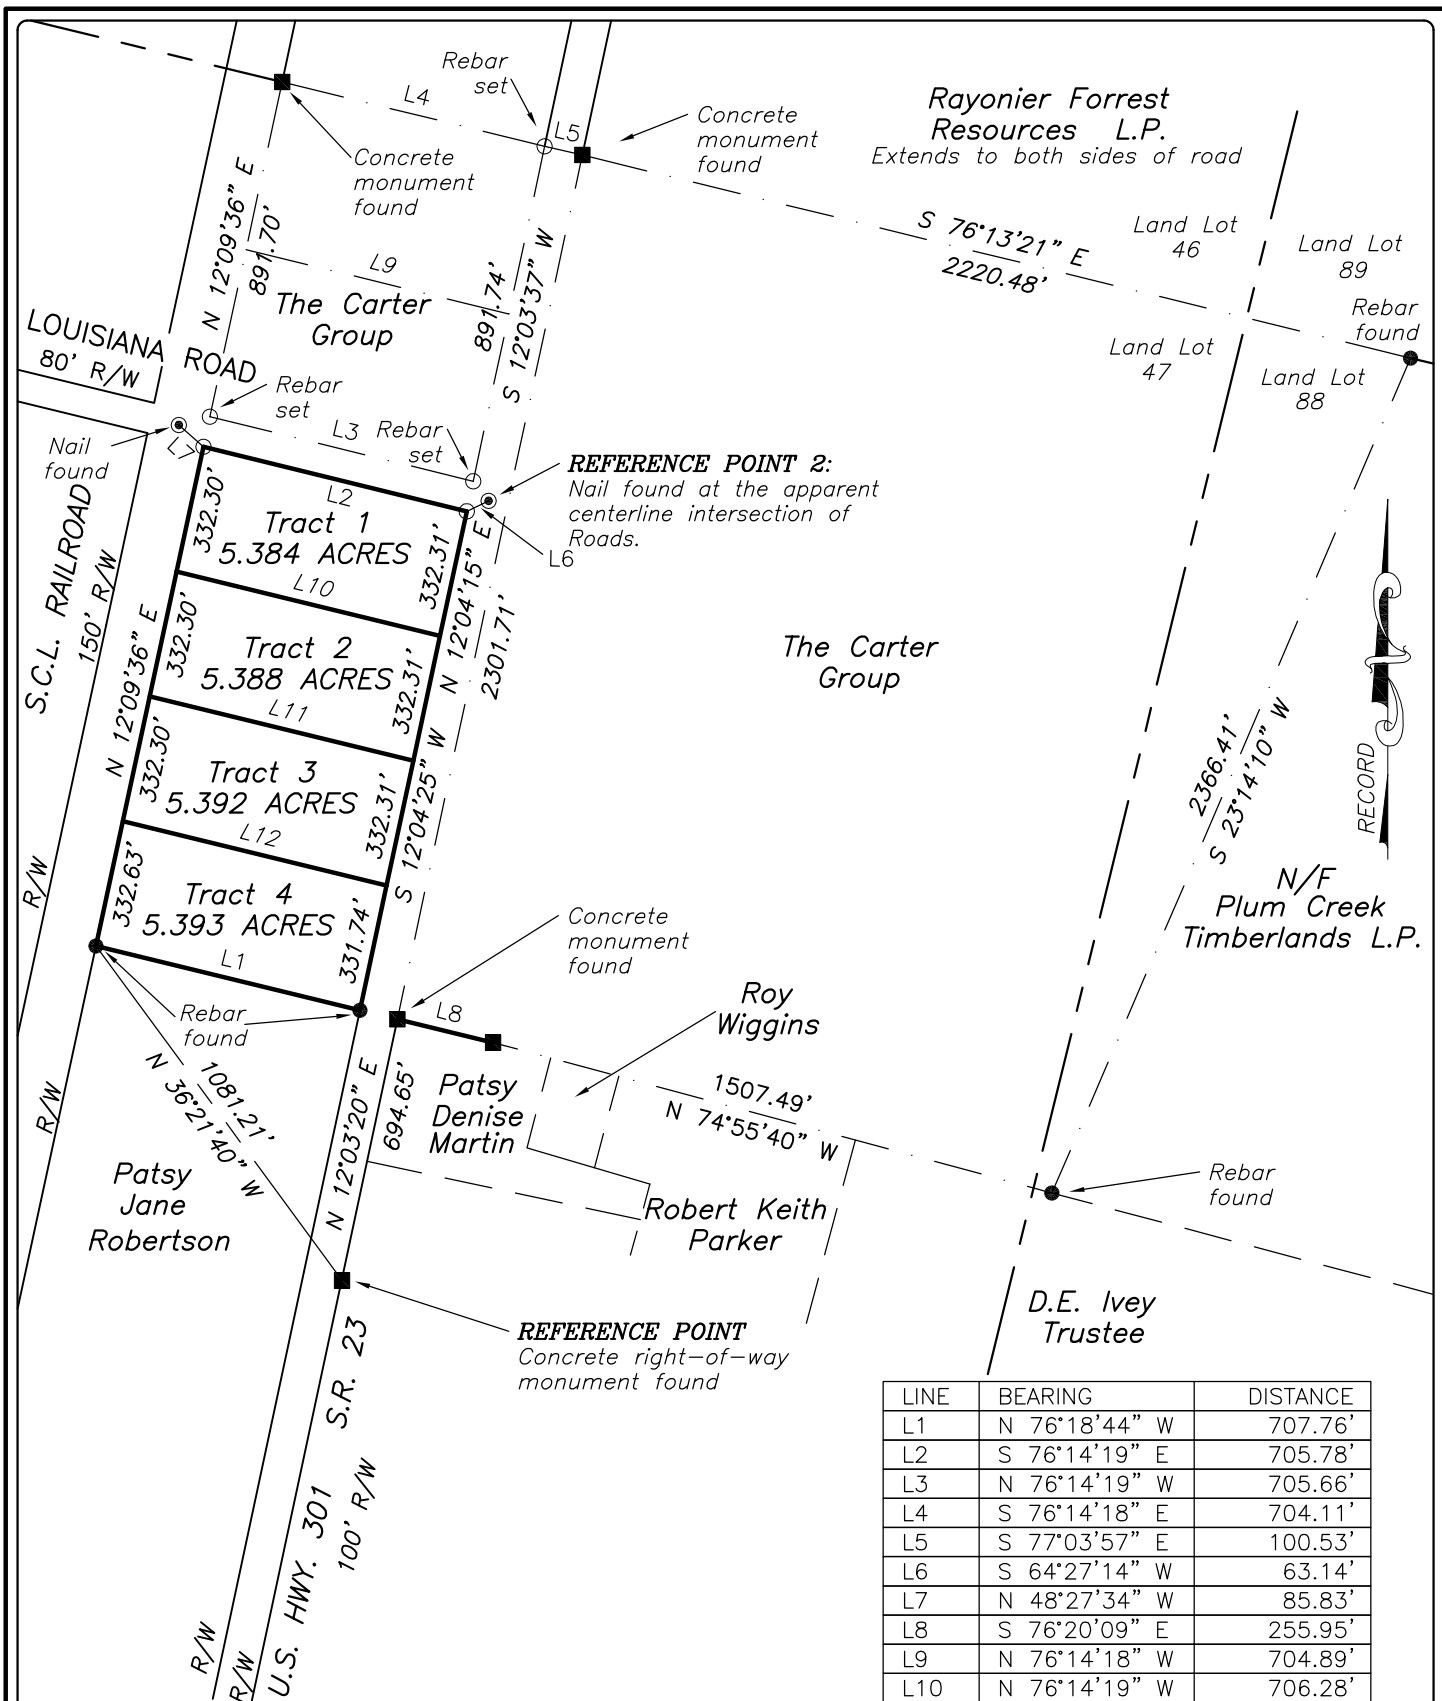 Rebar
set
L4
L5
Concrete
monument
found
Rayonier Forrest
Resources L.P.
Extends to both sides of road
Concrete
monument
found
N 12°09'36" E
891.70'
L9
The Carter
Group
891.74'
S 12°03'37" W
S 76°13'21" E
2220.48'
Land Lot
46
Land Lot
89
Rebar
found
Land Lot
47
Land Lot
88
LOUISIANA ROAD
80' R/W
Rebar
set
L3
Rebar
set
Nail
found
L7
L2
REFERENCE POINT 2:
Nail found at the apparent
centerline intersection of
Roads.
L6
S.C.L. RAILROAD
150' R/W
332.30'
Tract 1
5.384 ACRES
332.31'
L10
N 12°04'15" E
2301.71'
N 12°09'36" E
332.30'
Tract 2
5.388 ACRES
332.31'
L11
The Carter
Group
332.30'
Tract 3
5.392 ACRES
332.31'
L12
S 12°04'25" W
2366.41'
S 23°14'10" W
RECORD
R/W
332.63'
Tract 4
5.393 ACRES
331.74'
L1
N/F
Plum Creek
Timberlands L.P.
Concrete
monument
found
Rebar
found
L8
Roy
Wiggins
R/W
1081.21'
N 36°21'40" W
N 12°03'20" E
694.65'
Patsy
Denise
Martin
1507.49'
N 74°55'40" W
Patsy
Jane
Robertson
Robert Keith
Parker
Rebar
found
D.E. Ivey
Trustee
REFERENCE POINT
Concrete right-of-way
monument found
S.R. 23
U.S. HWY. 301
100' R/W
R/W
R/W
LINE BEARING DISTANCE
L1 N 76°18'44" W 707.76'
L2 S 76°14'19" E 705.78'
L3 N 76°14'19" W 705.66'
L4 S 76°14'18" E 704.11'
L5 S 77°03'57" E 100.53'
L6 S 64°27'14" W 63.14'
L7 N 48°27'34" W 85.83'
L8 S 76°20'09" E 255.95'
L9 N 76°14'18" W 704.89'
L10 N 76°14'19" W 706.28'